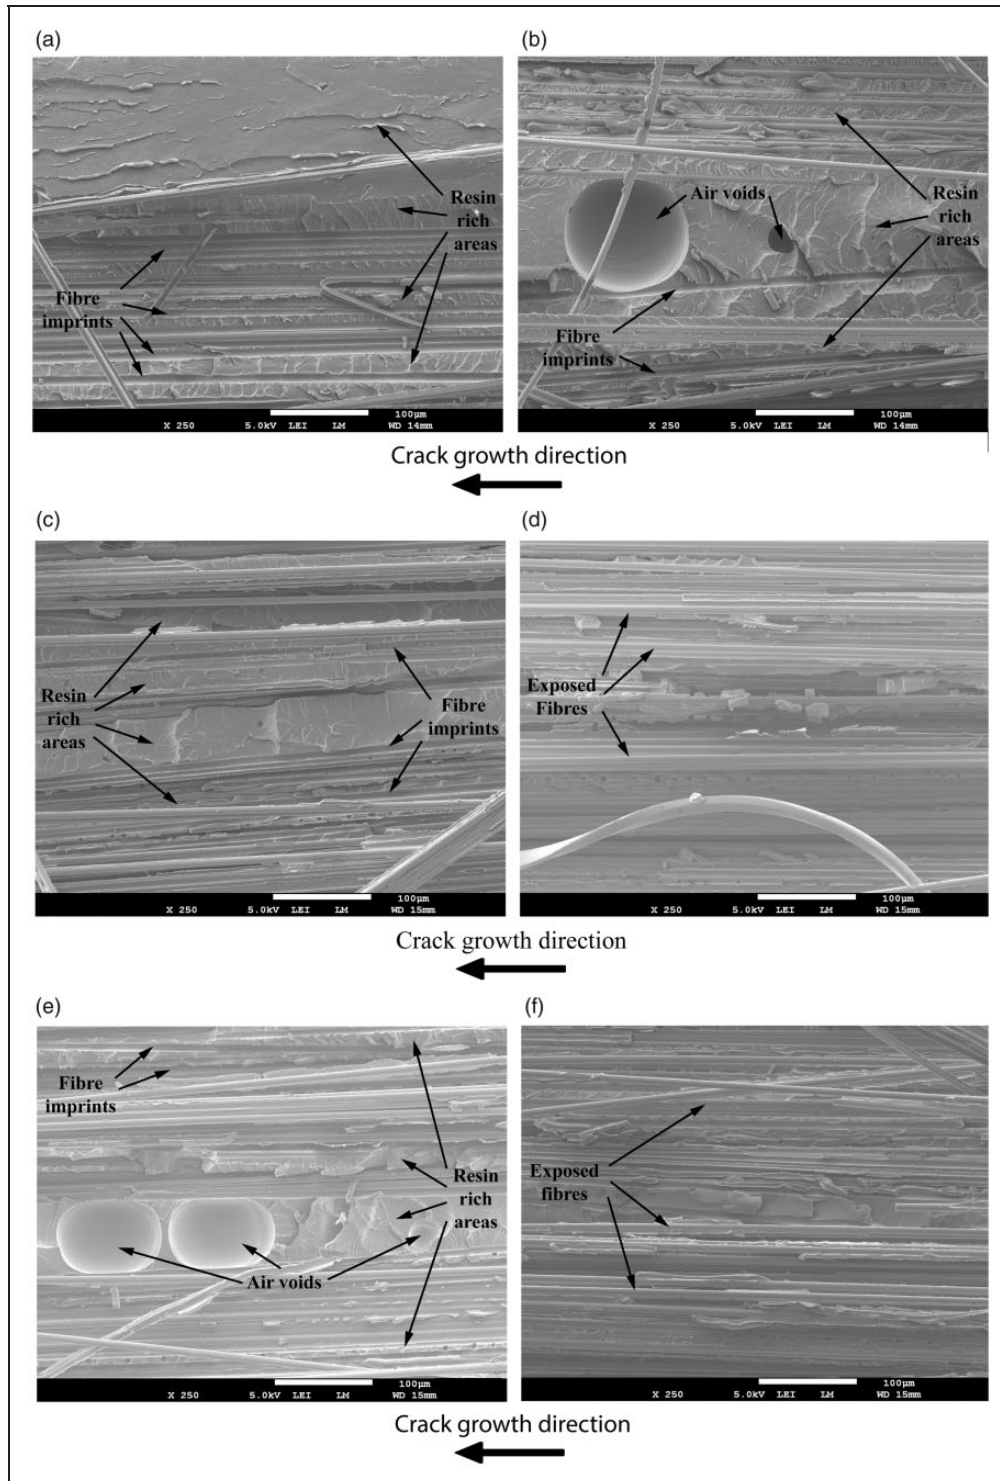 (a)
(b)
Resin
rich
areas
Fibre
imprints
Air voids
Resin
rich
areas
Fibre
imprints
100μm
X 250 5.0kV LEI LM WD 14mm
100μm
X 250 5.0kV LEI LM WD 14mm
Crack growth direction
(c)
(d)
Resin
rich
areas
Fibre
imprints
Exposed
Fibres
100μm
X 250 5.0kV LEI LM WD 15mm
100μm
X 250 5.0kV LEI LM WD 15mm
Crack growth direction
(e)
(f)
Fibre
imprints
Resin
rich
areas
Air voids
Exposed
fibres
100μm
X 250 5.0kV LEI LM WD 15mm
100μm
X 250 5.0kV LEI LM WD 15mm
Crack growth direction